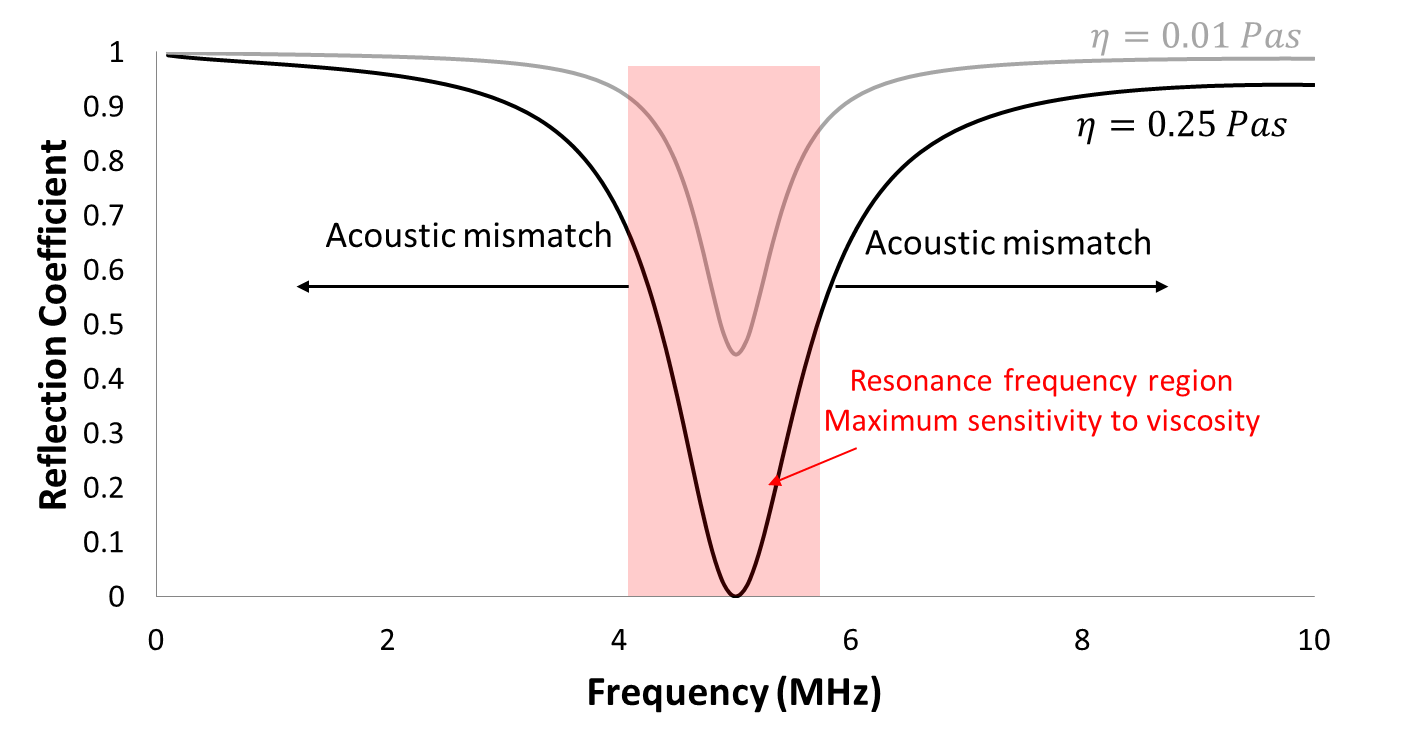 η = 0.01 Pas
1
0.9
η = 0.25 Pas
0.8
0.7
Acoustic mismatch
Acoustic mismatch
0.6
0.5
0.4
Resonance frequency region
Maximum sensitivity to viscosity
0.3
0.2
0.1
0
Reflection Coefficient
0 2 4 6 8 10
Frequency (MHz)